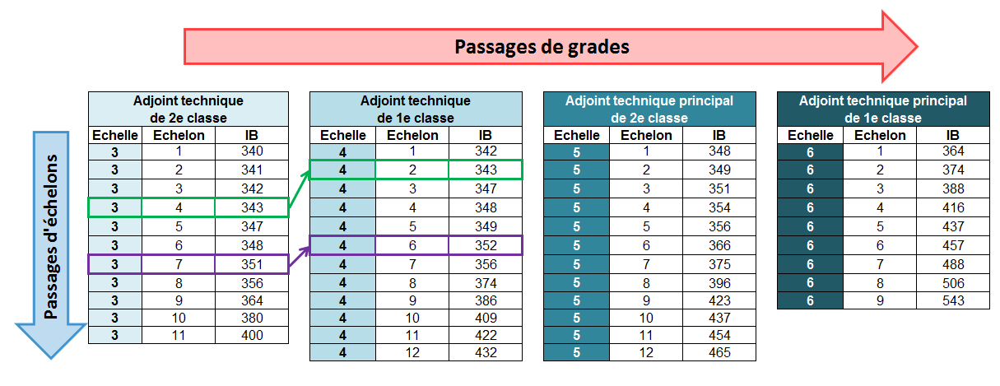 Passages de grades
Passages d'échelons
Adjoint technique
de 2e classe
Echelle Echelon IB
3 1 340
3 2 341
3 3 342
3 4 343
3 5 347
3 6 348
3 7 351
3 8 356
3 9 364
3 10 380
3 11 400
Adjoint technique
de 1e classe
Echelle Echelon IB
4 1 342
4 2 343
4 3 347
4 4 348
4 5 349
4 6 352
4 7 356
4 8 374
4 9 386
4 10 409
4 11 422
4 12 432
Adjoint technique principal
de 2e classe
Echelle Echelon IB
5 1 348
5 2 349
5 3 351
5 4 354
5 5 356
5 6 366
5 7 375
5 8 396
5 9 423
5 10 437
5 11 454
5 12 465
Adjoint technique principal
de 1e classe
Echelle Echelon IB
6 1 364
6 2 374
6 3 388
6 4 416
6 5 437
6 6 457
6 7 488
6 8 506
6 9 543